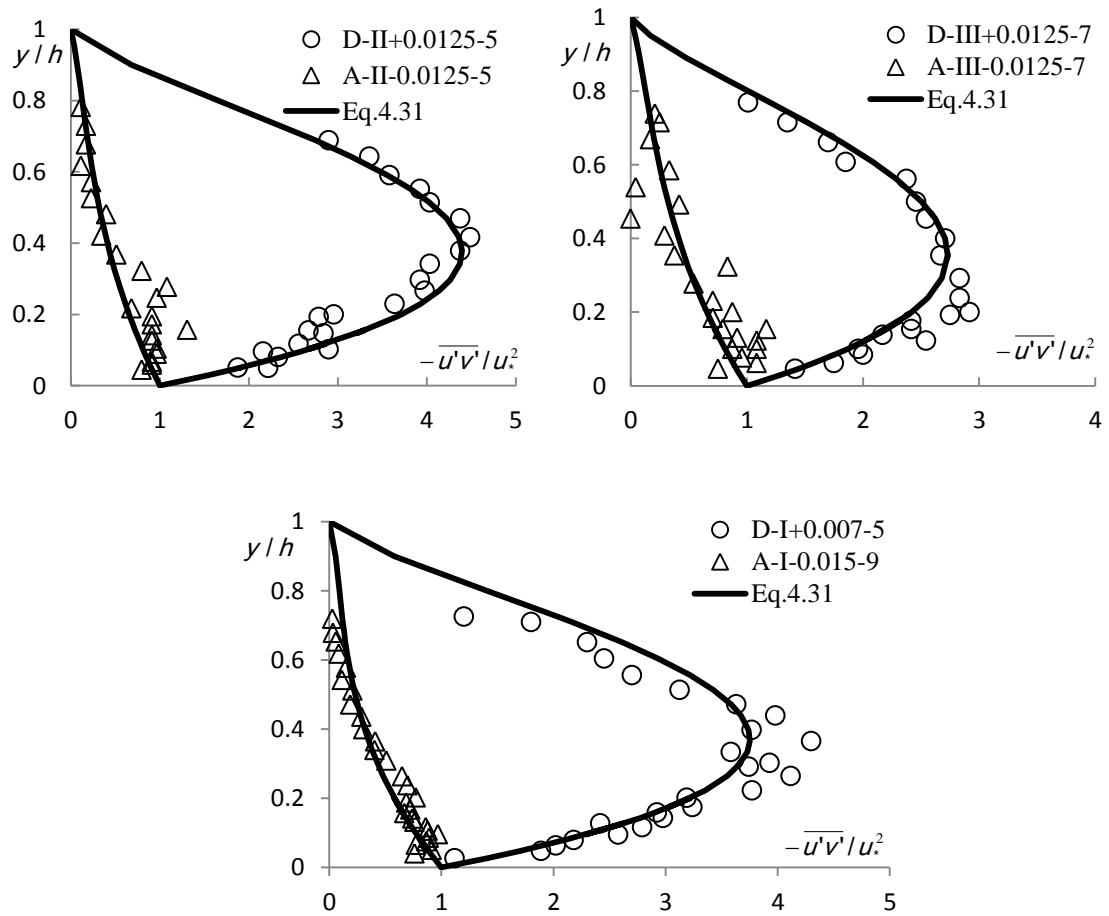 1
0.8
0.6
0.4
0.2
0
y / h
D-II+0.0125-5
A-II-0.0125-5
Eq.4.31
−u'v'/u*²
0 1 2 3 4 5
1
0.8
0.6
0.4
0.2
0
y / h
D-III+0.0125-7
A-III-0.0125-7
Eq.4.31
−u'v'/u*²
0 1 2 3 4
1
0.8
0.6
0.4
0.2
0
y / h
D-I+0.007-5
A-I-0.015-9
Eq.4.31
−u'v'/u*²
0 1 2 3 4 5